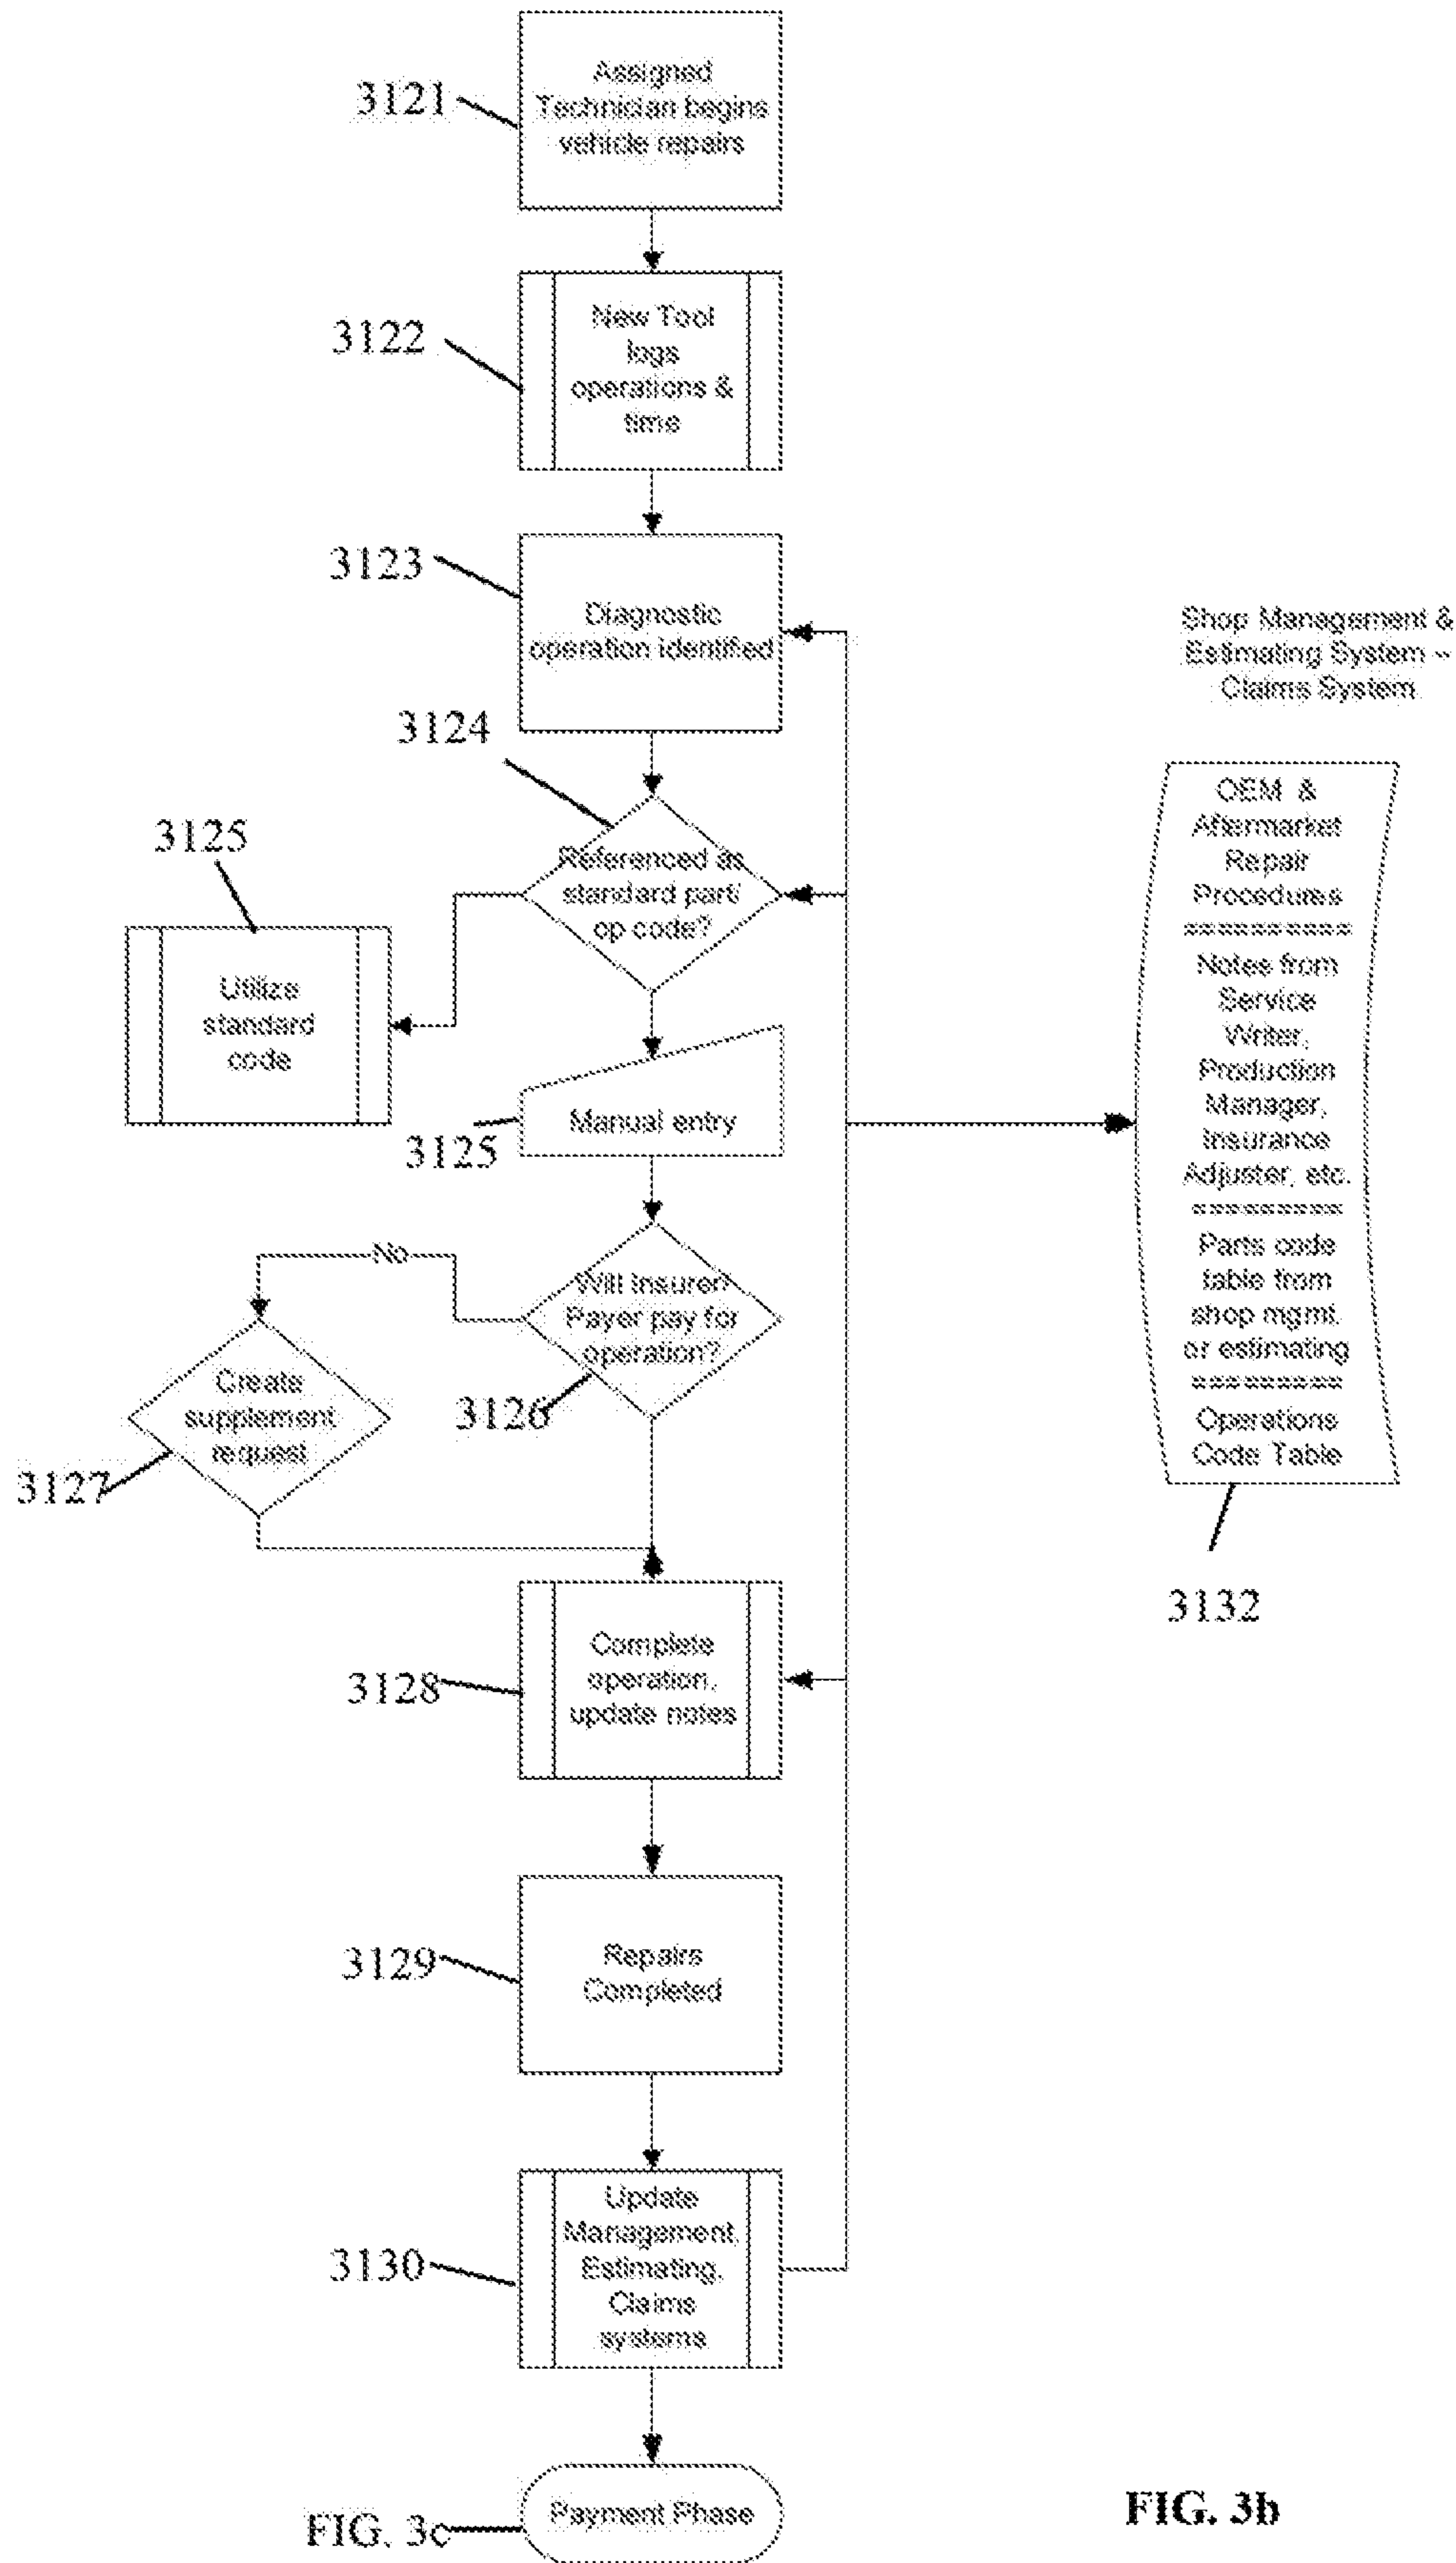 3121
Assigned
Technician begins
vehicle repairs
3122
New Tool
logs
operations &
time
3123
Diagnostic
operation identified
Shop Management &
Estimating System –
Claims System
3124
Referenced as
standard part/
op code?
3125
Utilize
standard
code
Manual entry
3125
No
Will Insurer/
Payer pay for
operation?
3126
Create
supplement
request
3127
OEM &
Aftermarket
Repair
Procedures
==========
Notes from
Service
Writer,
Production
Manager,
Insurance
Adjuster, etc.
=========
Parts code
table from
shop mgmt.
or estimating
=========
Operations
Code Table
3132
Complete
operation,
update notes
3128
Repairs
Completed
3129
Update
Management,
Estimating,
Claims
systems
3130
Payment Phase
FIG. 3c
FIG. 3b